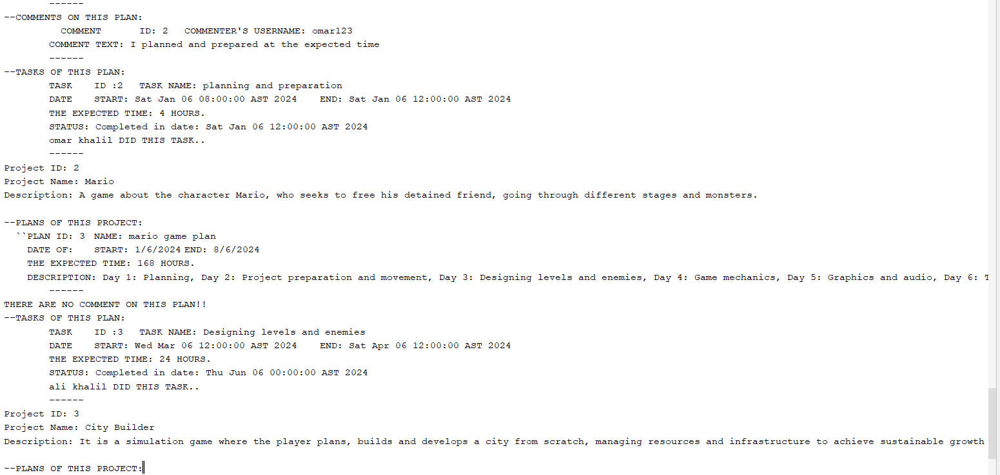 ------
--COMMENTS ON THIS PLAN:
COMMENT ID: 2 COMMENTER'S USERNAME: omar123
COMMENT TEXT: I planned and prepared at the expected time
------
--TASKS OF THIS PLAN:
TASK ID :2 TASK NAME: planning and preparation
DATE START: Sat Jan 06 08:00:00 AST 2024 END: Sat Jan 06 12:00:00 AST 2024
THE EXPECTED TIME: 4 HOURS.
STATUS: Completed in date: Sat Jan 06 12:00:00 AST 2024
omar khalil DID THIS TASK..
------
Project ID: 2
Project Name: Mario
Description: A game about the character Mario, who seeks to free his detained friend, going through different stages and monsters.
--PLANS OF THIS PROJECT:
``PLAN ID: 3 NAME: mario game plan
DATE OF: START: 1/6/2024 END: 8/6/2024
THE EXPECTED TIME: 168 HOURS.
DESCRIPTION: Day 1: Planning, Day 2: Project preparation and movement, Day 3: Designing levels and enemies, Day 4: Game mechanics, Day 5: Graphics and audio, Day 6:
------
THERE ARE NO COMMENT ON THIS PLAN!!
--TASKS OF THIS PLAN:
TASK ID :3 TASK NAME: Designing levels and enemies
DATE START: Wed Mar 06 12:00:00 AST 2024 END: Sat Apr 06 12:00:00 AST 2024
THE EXPECTED TIME: 24 HOURS.
STATUS: Completed in date: Thu Jun 06 00:00:00 AST 2024
ali khalil DID THIS TASK..
------
Project ID: 3
Project Name: City Builder
Description: It is a simulation game where the player plans, builds and develops a city from scratch, managing resources and infrastructure to achieve sustainable growth
--PLANS OF THIS PROJECT: